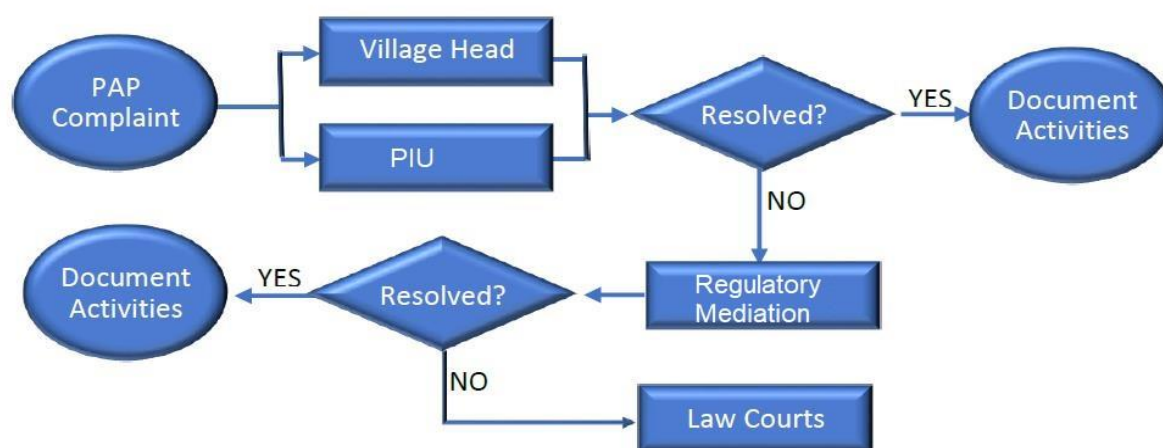 Village Head
PAP
Complaint
PIU
Resolved?
YES
Document
Activities
NO
Regulatory
Mediation
Resolved?
YES
Document
Activities
NO
Law Courts